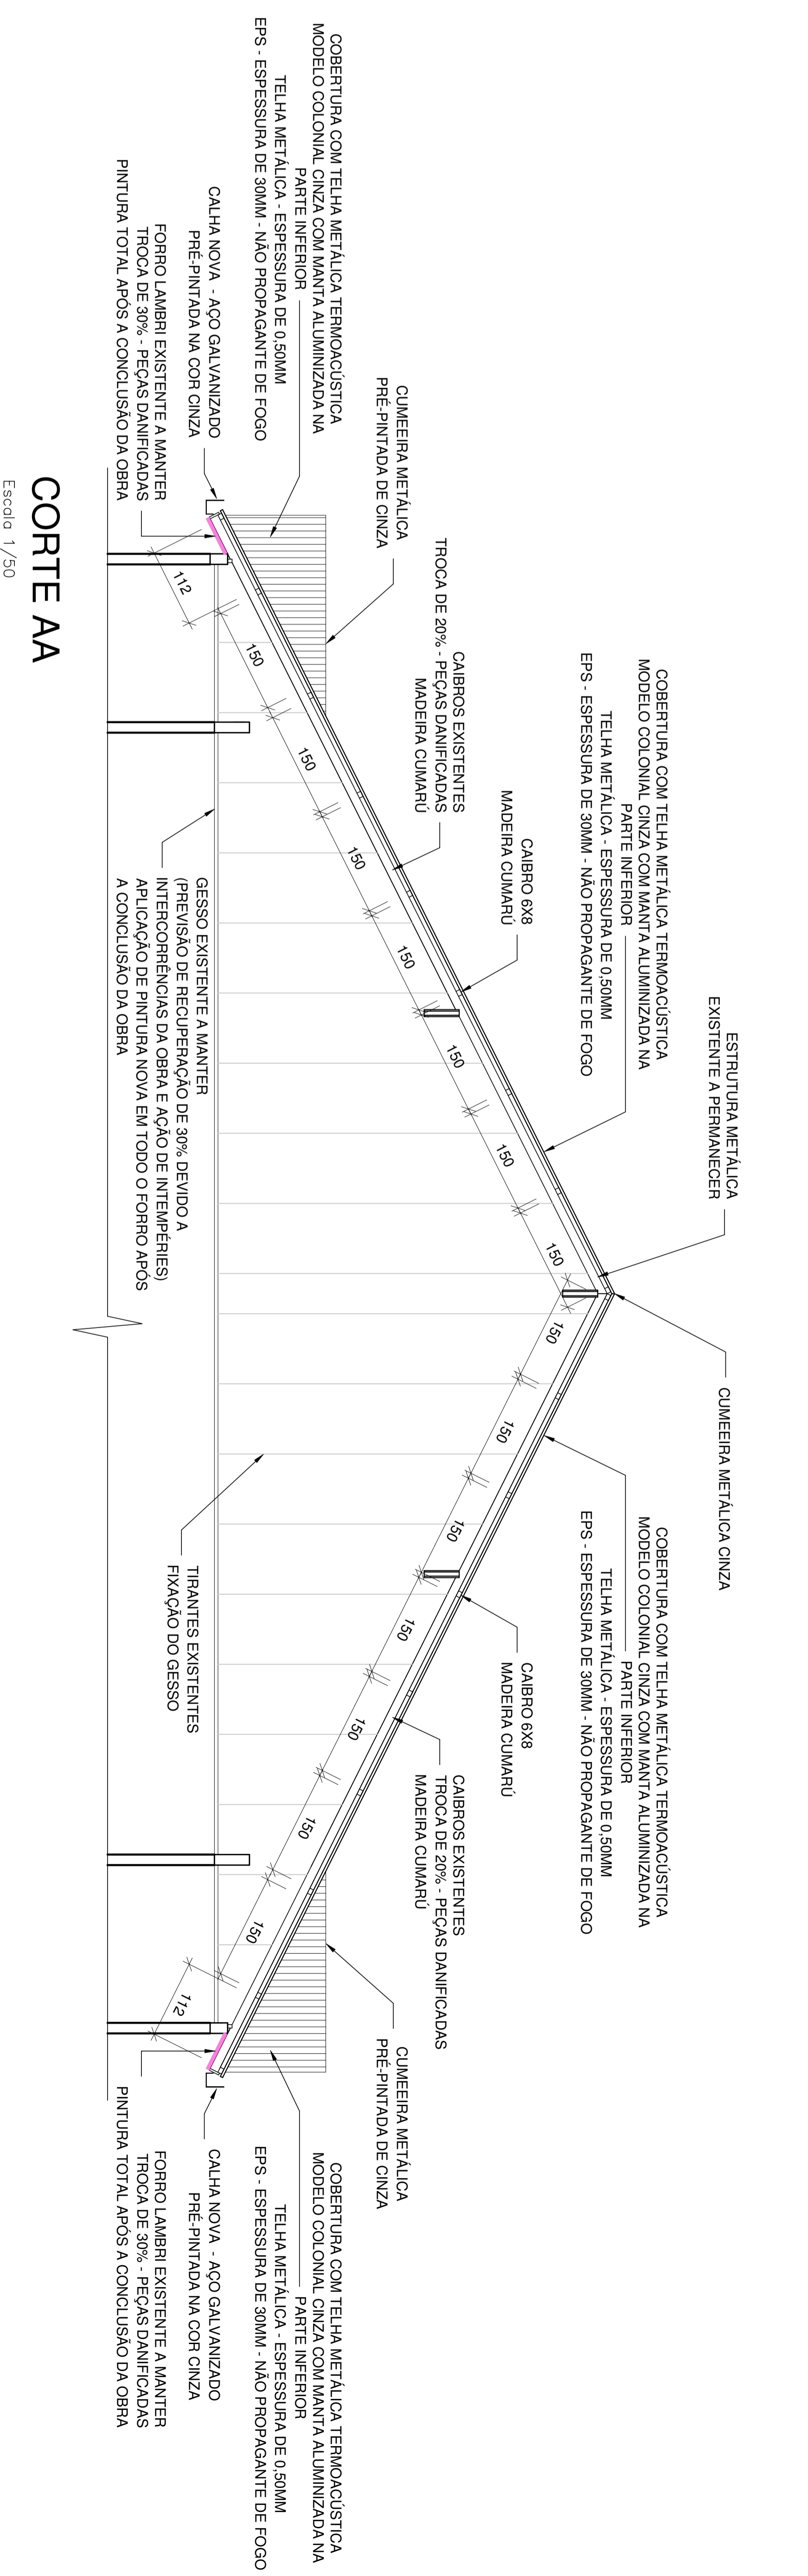 COBERTURA COM TELHA METÁLICA TERMOACÚSTICA
MODELO COLONIAL CINZA COM MANTA ALUMINIZADA NA
PARTE INFERIOR
TELHA METÁLICA - ESPESSURA DE 0,50MM
EPS - ESPESSURA DE 30MM - NÃO PROPAGANTE DE FOGO
CALHA NOVA - AÇO GALVANIZADO
PRÉ-PINTADA NA COR CINZA
FORRO LAMBRI EXISTENTE A MANTER
TROCA DE 30% - PEÇAS DANIFICADAS
PINTURA TOTAL APÓS A CONCLUSÃO DA OBRA
CUMEEIRA METÁLICA
PRÉ-PINTADA DE CINZA
CAIBROS EXISTENTES
TROCA DE 20% - PEÇAS DANIFICADAS
MADEIRA CUMARÚ
CAIBRO 6X8
MADEIRA CUMARÚ
COBERTURA COM TELHA METÁLICA TERMOACÚSTICA
MODELO COLONIAL CINZA COM MANTA ALUMINIZADA NA
PARTE INFERIOR
TELHA METÁLICA - ESPESSURA DE 0,50MM
EPS - ESPESSURA DE 30MM - NÃO PROPAGANTE DE FOGO
ESTRUTURA METÁLICA
EXISTENTE A PERMANECER
CUMEEIRA METÁLICA CINZA
COBERTURA COM TELHA METÁLICA TERMOACÚSTICA
MODELO COLONIAL CINZA COM MANTA ALUMINIZADA NA
PARTE INFERIOR
TELHA METÁLICA - ESPESSURA DE 0,50MM
EPS - ESPESSURA DE 30MM - NÃO PROPAGANTE DE FOGO
CAIBRO 6X8
MADEIRA CUMARÚ
CAIBROS EXISTENTES
TROCA DE 20% - PEÇAS DANIFICADAS
MADEIRA CUMARÚ
CUMEEIRA METÁLICA
PRÉ-PINTADA DE CINZA
COBERTURA COM TELHA METÁLICA TERMOACÚSTICA
MODELO COLONIAL CINZA COM MANTA ALUMINIZADA NA
PARTE INFERIOR
TELHA METÁLICA - ESPESSURA DE 0,50MM
EPS - ESPESSURA DE 30MM - NÃO PROPAGANTE DE FOGO
CALHA NOVA - AÇO GALVANIZADO
PRÉ-PINTADA NA COR CINZA
FORRO LAMBRI EXISTENTE A MANTER
TROCA DE 30% - PEÇAS DANIFICADAS
PINTURA TOTAL APÓS A CONCLUSÃO DA OBRA
112
150
150
150
150
150
150
150
150
150
150
150
150
150
150
112
GESSO EXISTENTE A MANTER
(PREVISÃO DE RECUPERAÇÃO DE 30% DEVIDO A
INTERCORRÊNCIAS DA OBRA E AÇÃO DE INTEMPÉRIES)
APLICAÇÃO DE PINTURA NOVA EM TODO O FORRO APÓS
A CONCLUSÃO DA OBRA
TIRANTES EXISTENTES
FIXAÇÃO DO GESSO
CORTE AA
Escala 1/50